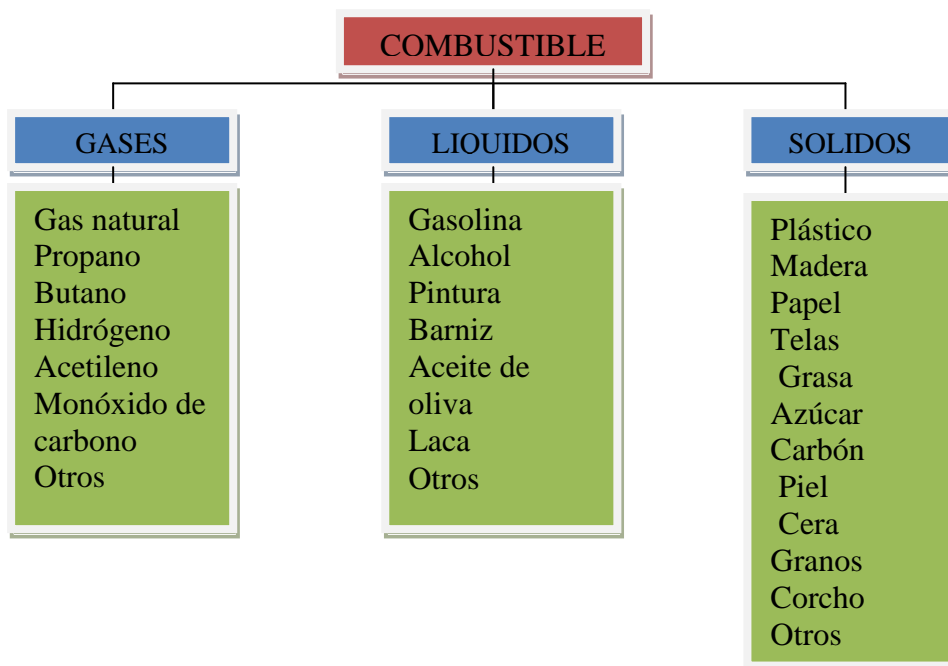 COMBUSTIBLE
GASES
LIQUIDOS
SOLIDOS
Gas natural
Propano
Butano
Hidrógeno
Acetileno
Monóxido de
carbono
Otros
Gasolina
Alcohol
Pintura
Barniz
Aceite de
oliva
Laca
Otros
Plástico
Madera
Papel
Telas
Grasa
Azúcar
Carbón
Piel
Cera
Granos
Corcho
Otros